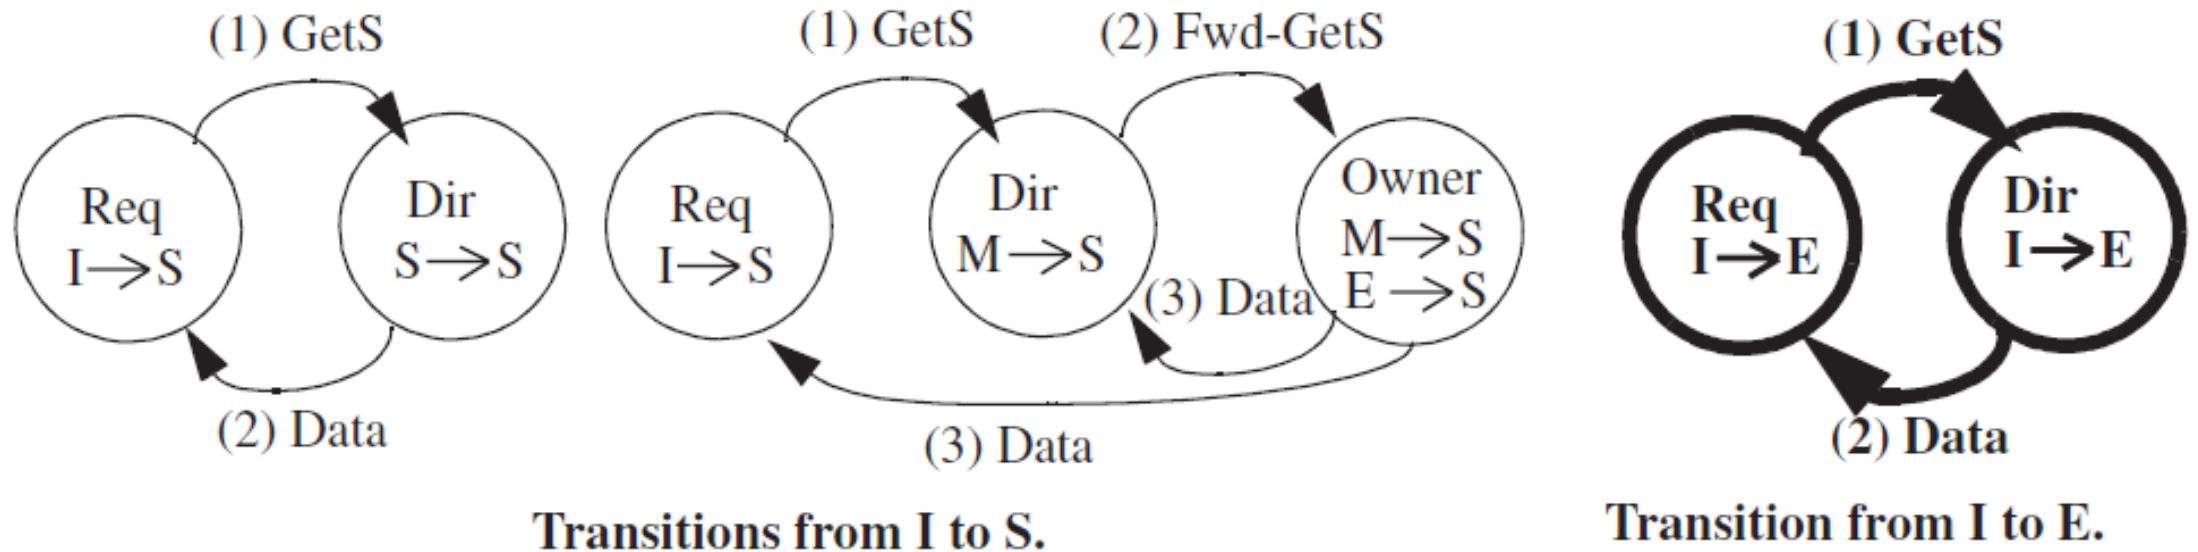 (1) GetS
Req
I→S
Dir
S→S
(2) Data
(1) GetS
(2) Fwd-GetS
Req
I→S
Dir
M→S
Owner
M→S
E→S
(3) Data
(3) Data
Transitions from I to S.
(1) GetS
Req
I→E
Dir
I→E
(2) Data
Transition from I to E.